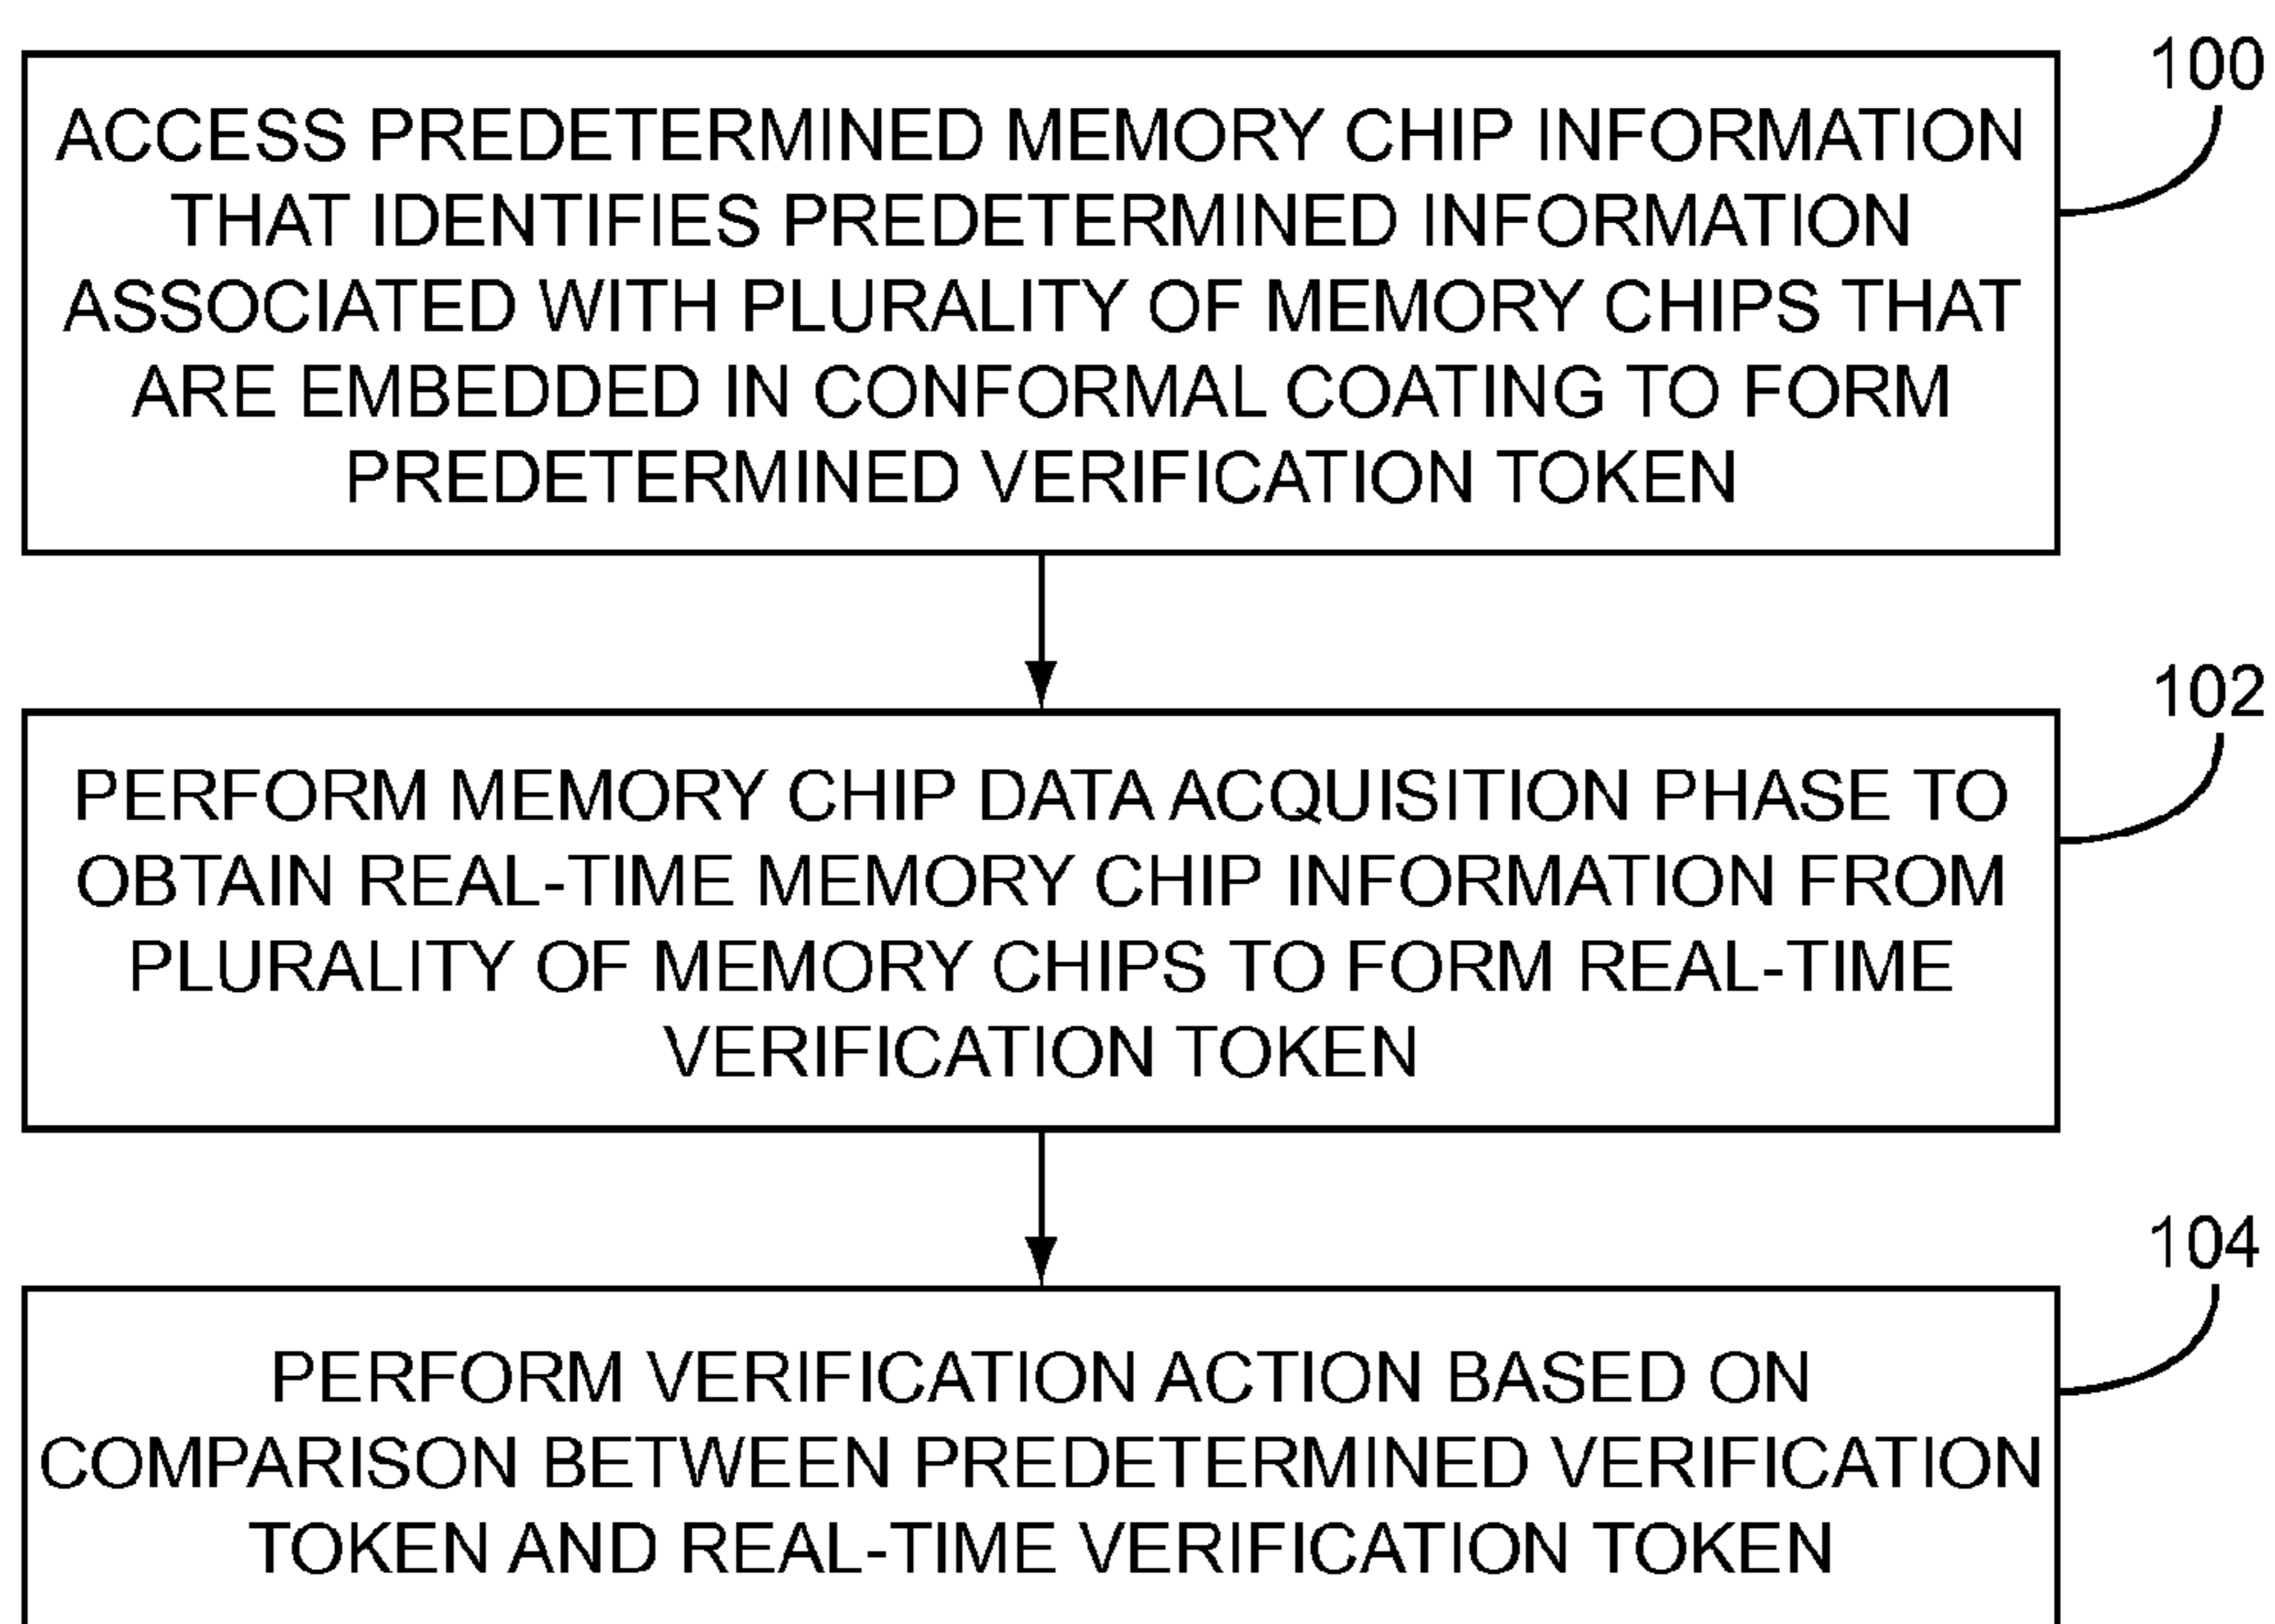 100
ACCESS PREDETERMINED MEMORY CHIP INFORMATION
THAT IDENTIFIES PREDETERMINED INFORMATION
ASSOCIATED WITH PLURALITY OF MEMORY CHIPS THAT
ARE EMBEDDED IN CONFORMAL COATING TO FORM
PREDETERMINED VERIFICATION TOKEN
102
PERFORM MEMORY CHIP DATA ACQUISITION PHASE TO
OBTAIN REAL-TIME MEMORY CHIP INFORMATION FROM
PLURALITY OF MEMORY CHIPS TO FORM REAL-TIME
VERIFICATION TOKEN
104
PERFORM VERIFICATION ACTION BASED ON
COMPARISON BETWEEN PREDETERMINED VERIFICATION
TOKEN AND REAL-TIME VERIFICATION TOKEN